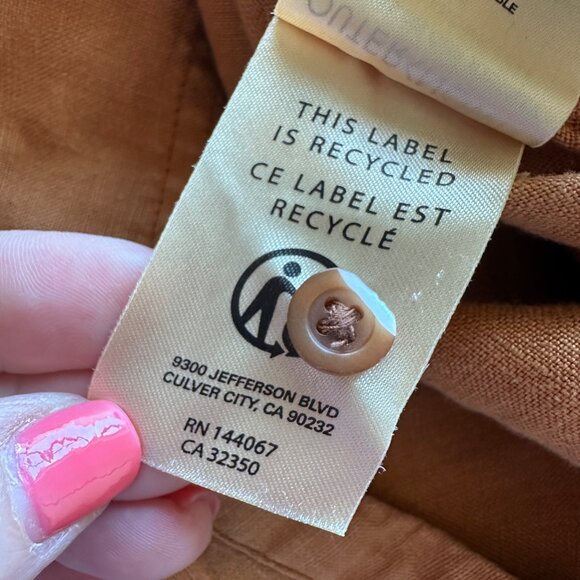 BLE
THIS LABEL
IS RECYCLED
CE LABEL EST
RECYCLÉ
9300 JEFFERSON BLVD
CULVER CITY, CA 90232
RN 144067
CA 32350